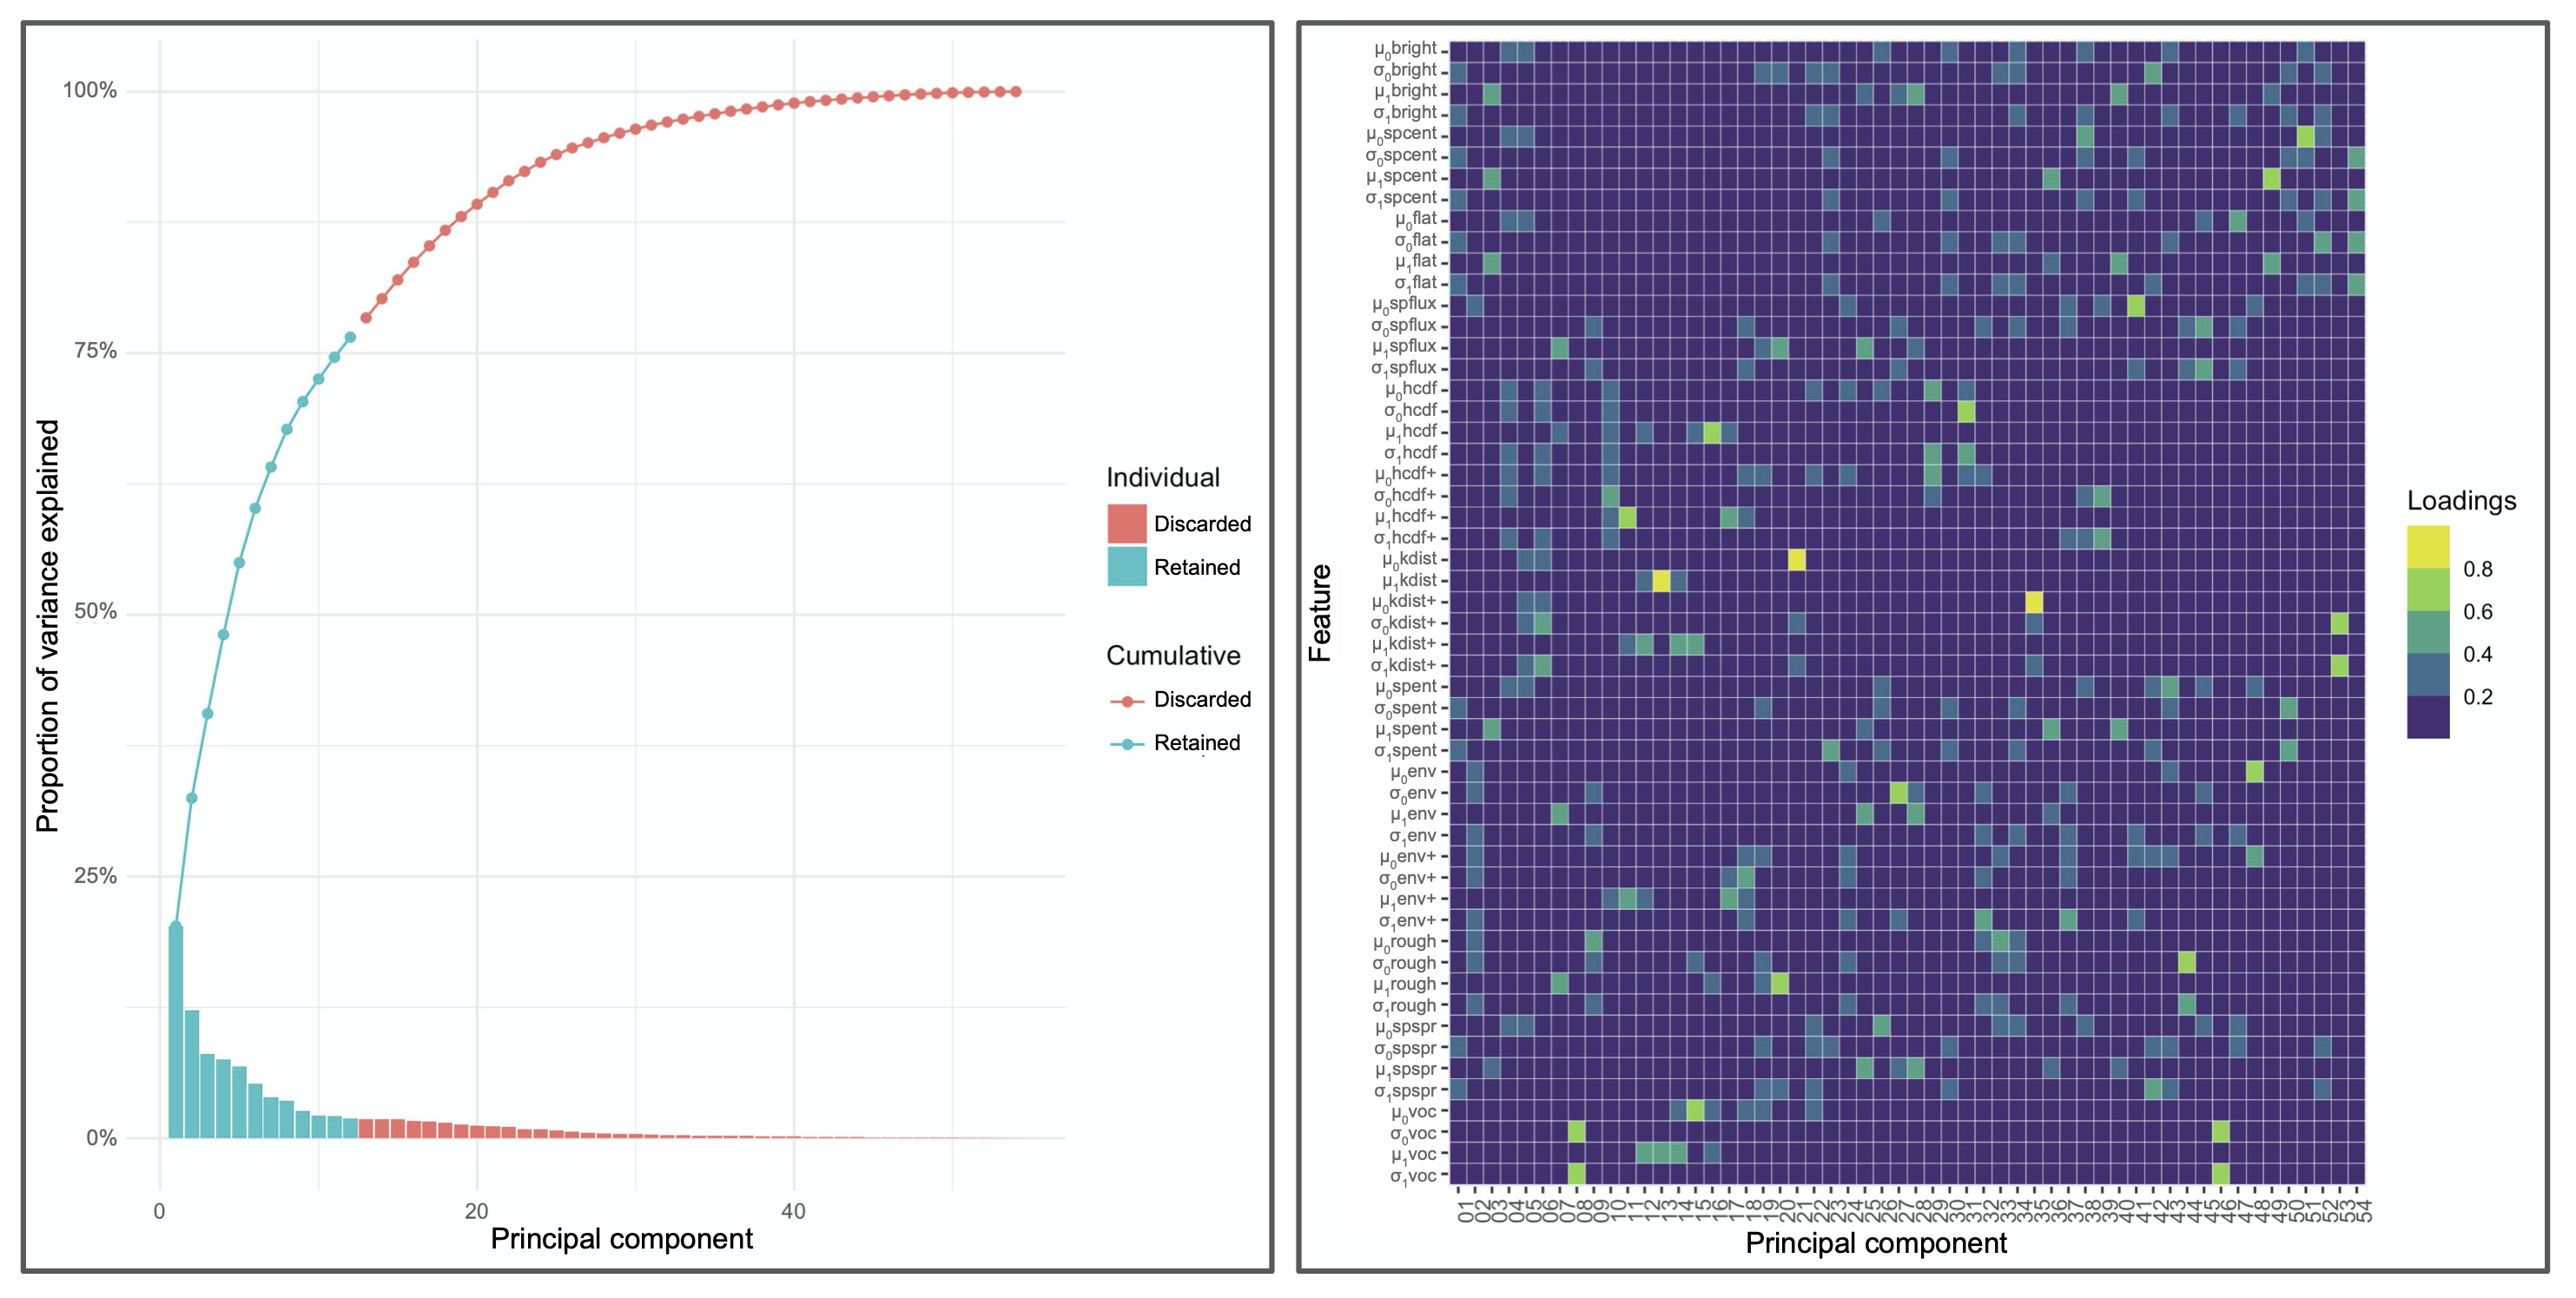 100%
75%
50%
25%
0%
0
20
40
Principal component
Proportion of variance explained
Individual
Discarded
Retained
Cumulative
Discarded
Retained
Feature
μ₀bright
σ₀bright
μ₁bright
σ₁bright
μ₀spcent
σ₀spcent
μ₁spcent
σ₁spcent
μ₀flat
σ₀flat
μ₁flat
σ₁flat
μ₀spflux
σ₀spflux
μ₁spflux
σ₁spflux
μ₀hcdf
σ₀hcdf
μ₁hcdf
σ₁hcdf
μ₀hcdf+
σ₀hcdf+
μ₁hcdf+
σ₁hcdf+
μ₀kdist
μ₁kdist
μ₀kdist+
σ₀kdist+
μ₁kdist+
σ₁kdist+
μ₀spent
σ₀spent
μ₁spent
σ₁spent
μ₀env
σ₀env
μ₁env
σ₁env
μ₀env+
σ₀env+
μ₁env+
σ₁env+
μ₀rough
σ₀rough
μ₁rough
σ₁rough
μ₀spspr
σ₀spspr
μ₁spspr
σ₁spspr
μ₀voc
σ₀voc
μ₁voc
σ₁voc
01 02 03 04 05 06 07 08 09 10 11 12 13 14 15 16 17 18 19 20 21 22 23 24 25 26 27 28 29 30 31 32 33 34 35 36 37 38 39 40 41 42 43 44 45 46 47 48 49 50 51 52 53 54
Principal component
Loadings
0.8
0.6
0.4
0.2